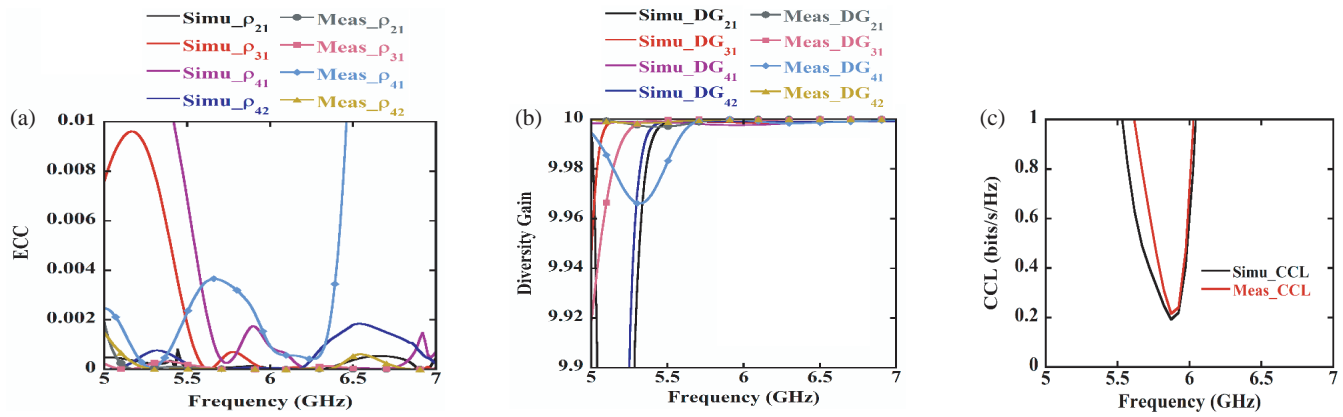 Simu_ρ21 Meas_ρ21
Simu_ρ31 Meas_ρ31
Simu_ρ41 Meas_ρ41
Simu_ρ42 Meas_ρ42
(a)
0.01
0.008
0.006
0.004
0.002
0
ECC
5 5.5 6 6.5 7
Frequency (GHz)
Simu_DG21 Meas_DG21
Simu_DG31 Meas_DG31
Simu_DG41 Meas_DG41
Simu_DG42 Meas_DG42
(b)
10
9.98
9.96
9.94
9.92
9.9
Diversity Gain
5 5.5 6 6.5 7
Frequency (GHz)
(c)
1
0.8
0.6
0.4
0.2
0
CCL (bits/s/Hz)
Simu_CCL
Meas_CCL
5 5.5 6 6.5 7
Frequency (GHz)